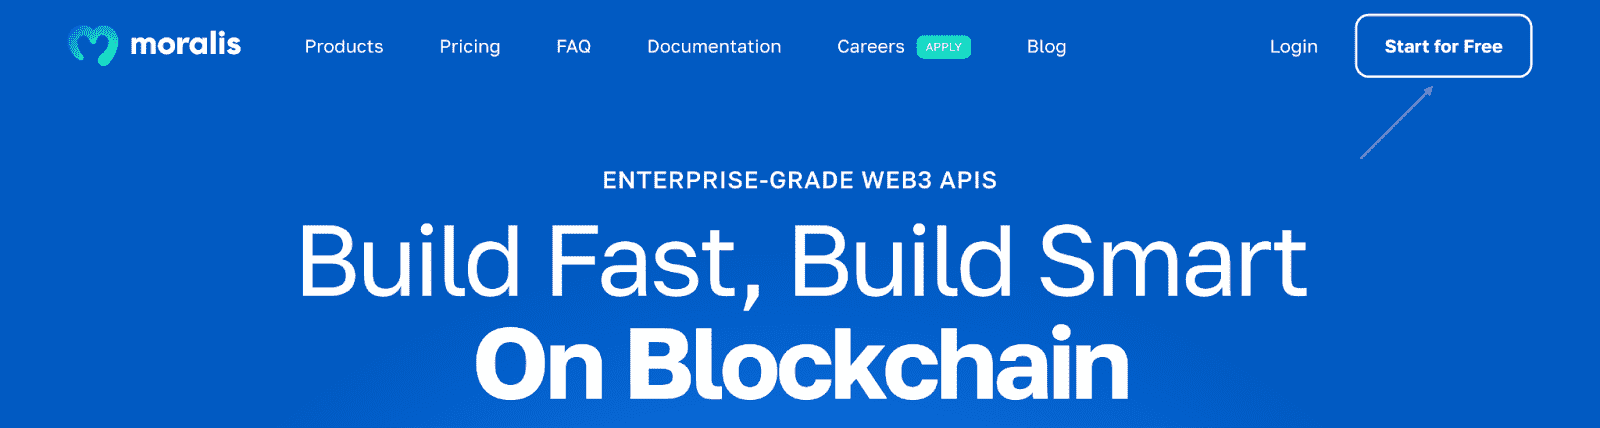 moralis Products Pricing FAQ Documentation Careers APPLY Blog Login Start for Free
ENTERPRISE-GRADE WEB3 APIS
Build Fast, Build Smart
On Blockchain